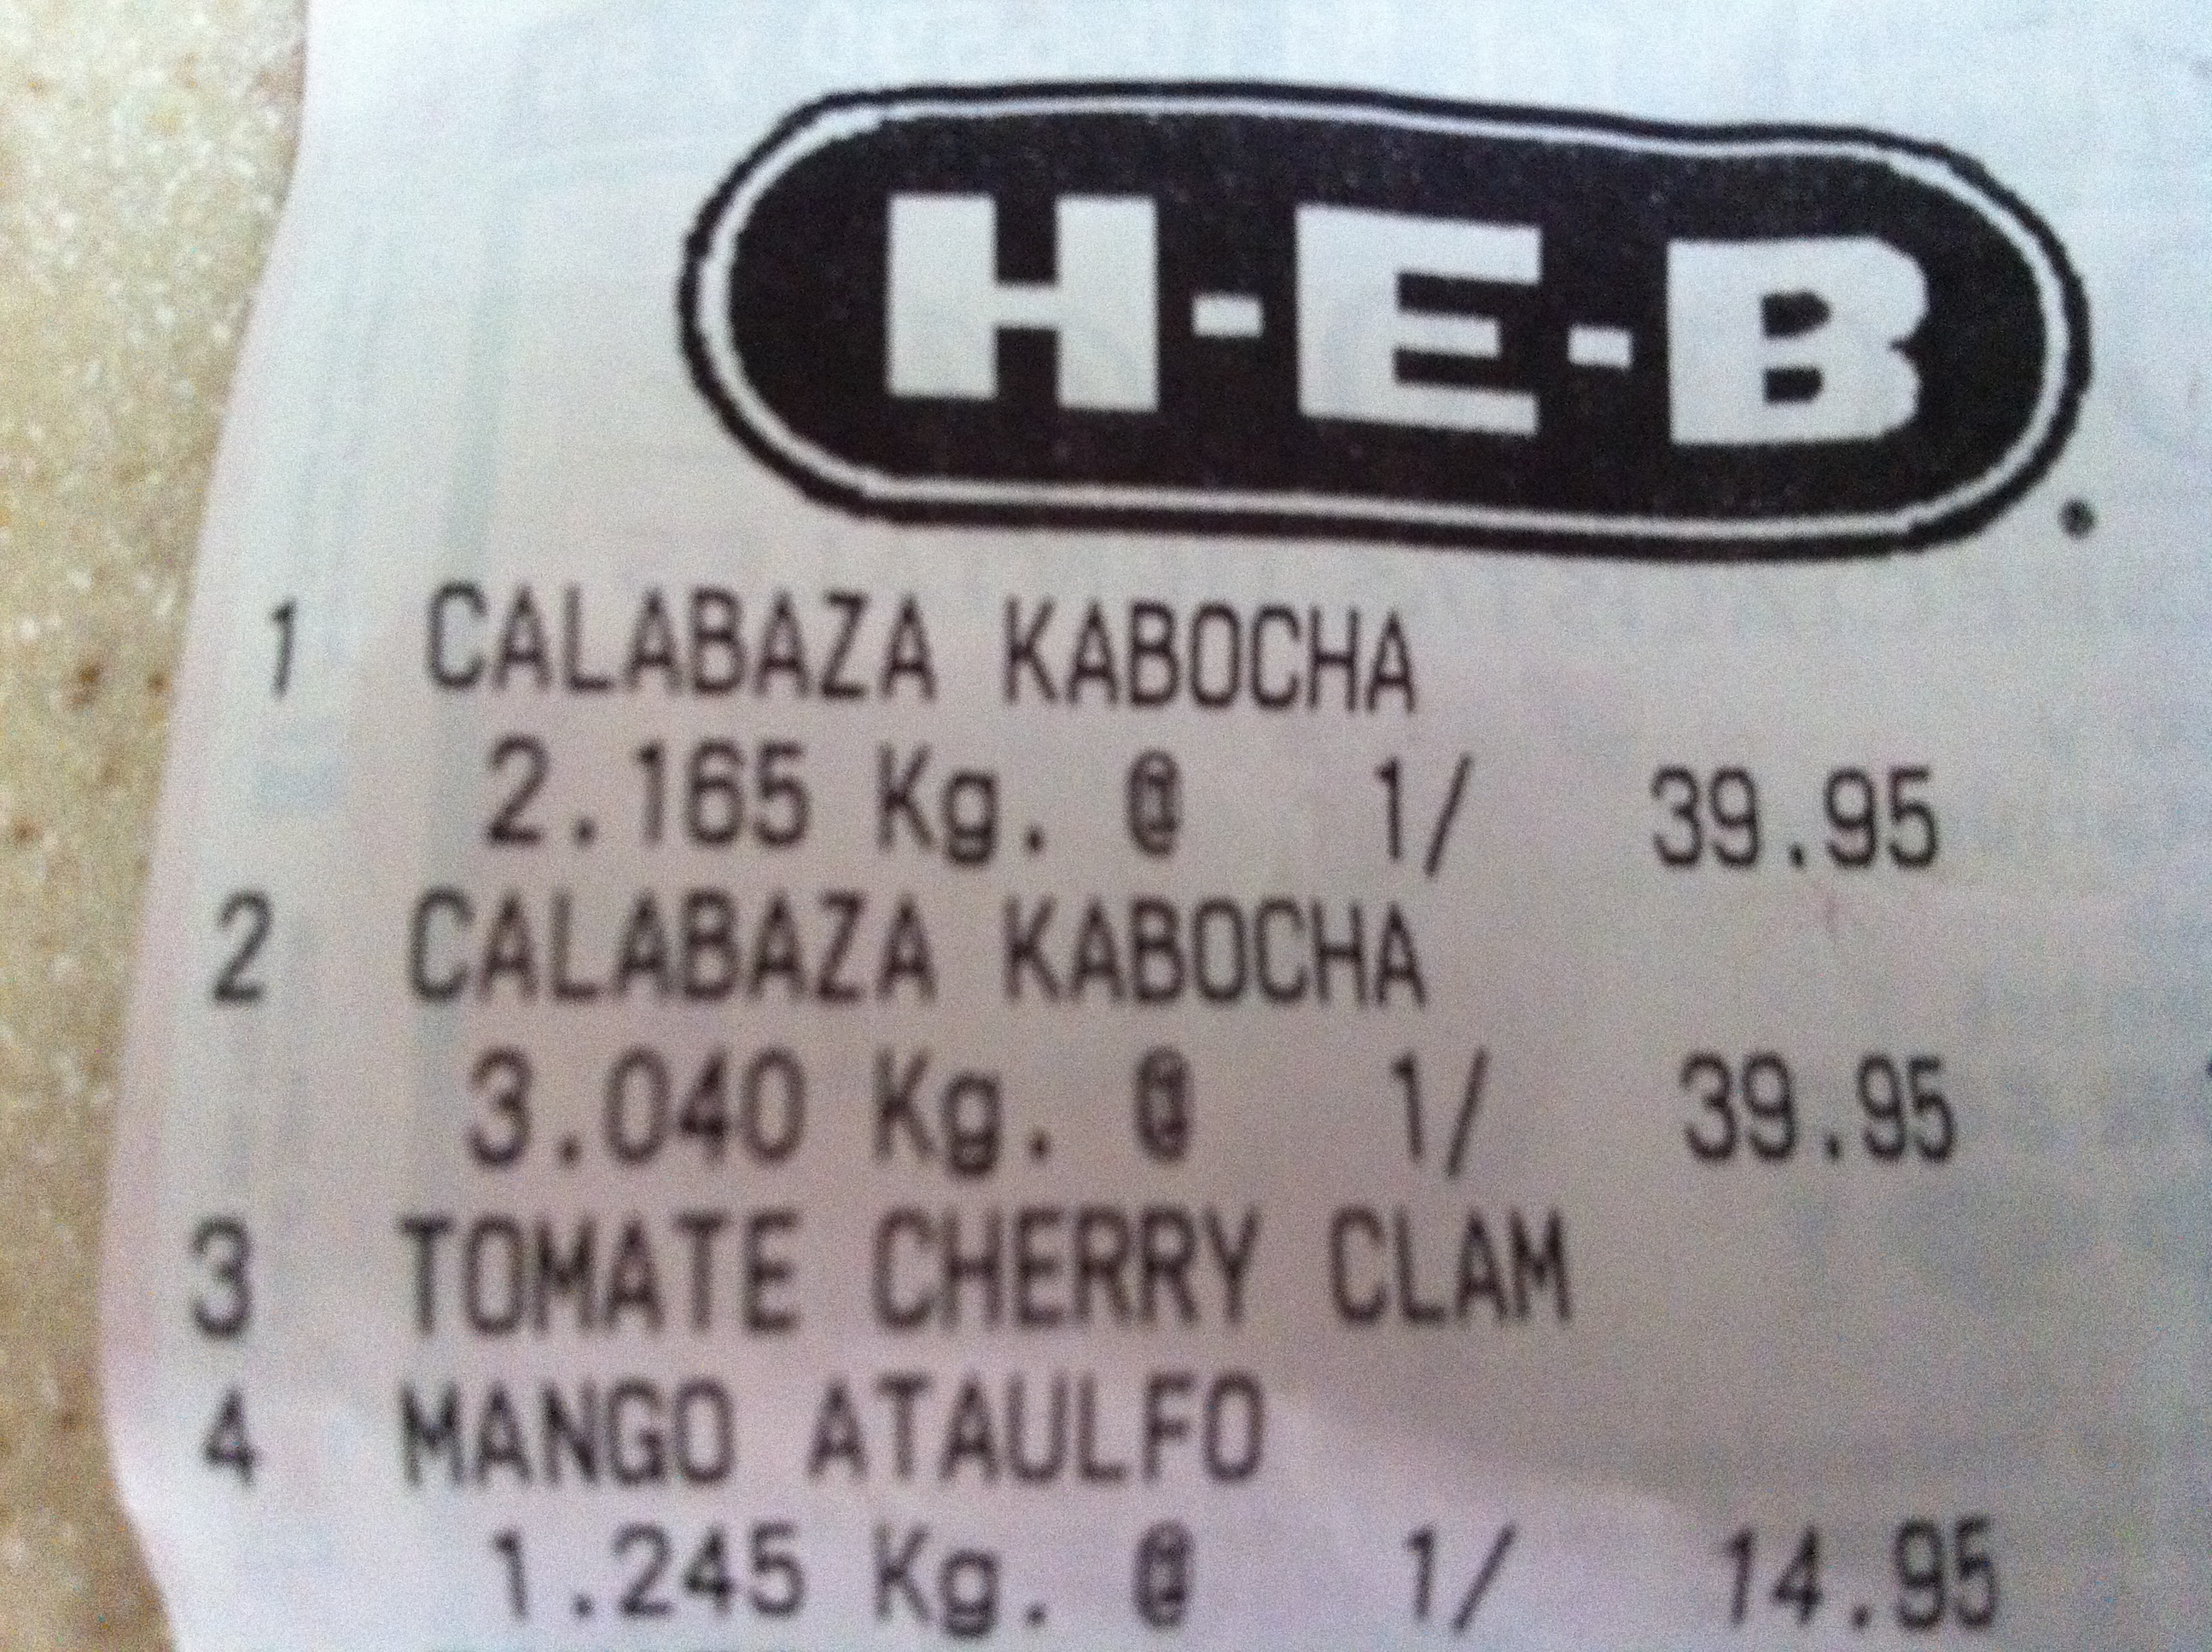 H-E-B
1 CALABAZA KABOCHA
2.165 Kg. @ 1/ 39.95
2 CALABAZA KABOCHA
3.040 Kg. @ 1/ 39.95
3 TOMATE CHERRY CLAM
4 MANGO ATAULFO
1.245 Kg. @ 1/ 14.95